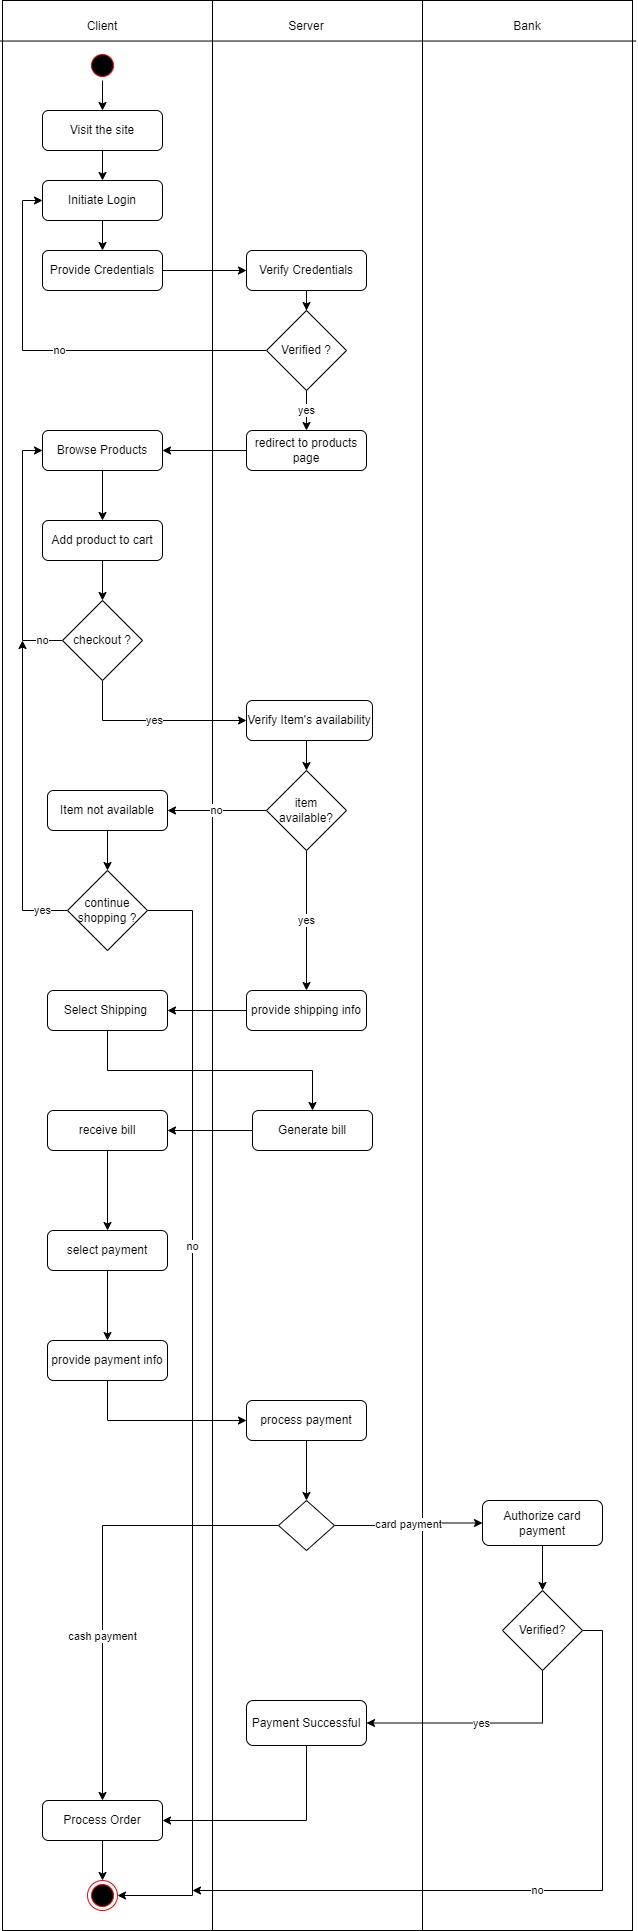 Client
Server
Bank
Visit the site
Initiate Login
Provide Credentials
Verify Credentials
Verified ?
no
yes
Browse Products
redirect to products
page
Add product to cart
checkout ?
no
yes
Verify Item's availability
Item not available
no
item
available?
continue
shopping ?
yes
yes
Select Shipping
provide shipping info
receive bill
Generate bill
select payment
no
provide payment info
process payment
card payment
Authorize card
payment
Verified?
cash payment
Payment Successful
yes
Process Order
no